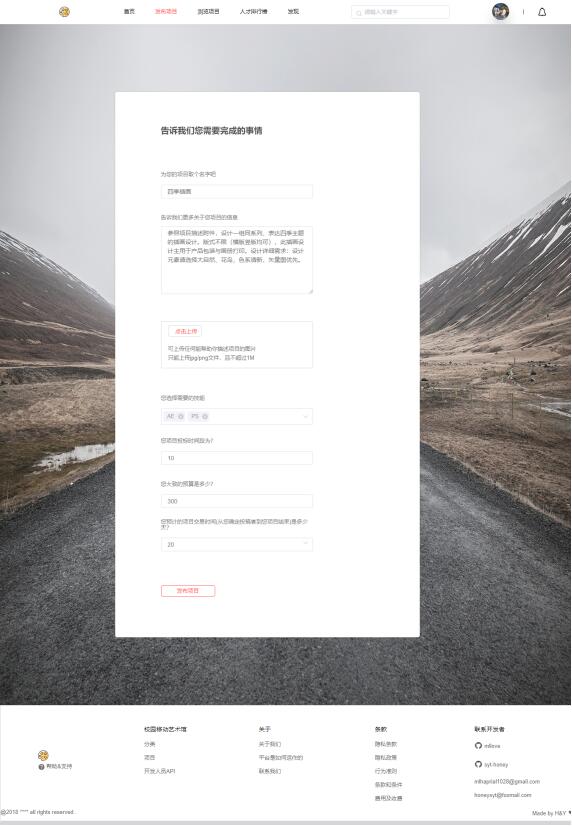 首页 发布项目 浏览项目 人才排行榜 发现 请输入关键字
告诉我们您需要完成的事情
为您的项目取个名字吧
四季插画
告诉我们更多关于您项目的信息
参照项目描述附件，设计一组同系列、表达四季主题
的插画设计。版式不限（横版竖版均可），此插画设
计主用于产品包装与画册打印。设计详细需求：设计
元素请选择大自然、花鸟，色系清新、矢量图优先。
点击上传
可上传任何能帮助你描述项目的图片
只能上传jpg/png文件，且不超过1M
您选择需要的技能
AE PS
您项目投标时间设为?
10
您大致的预算是多少?
300
您预计的项目交易时间(从您确定投稿者到您项目结束)是多少
天?
20
发布项目
校园移动艺术馆 关于 条款 联系开发者
分类 关于我们 隐私条款 mllove
项目 平台是如何运作的 隐私政策
帮助&支持 syt-honey
开发人员API 联系我们 行为准则
条款和条件 mlhapriel1028@gmail.com
费用及收费 honeysyt@foxmail.com
@2018 **** all rights reserved. Made by H&Y ♥